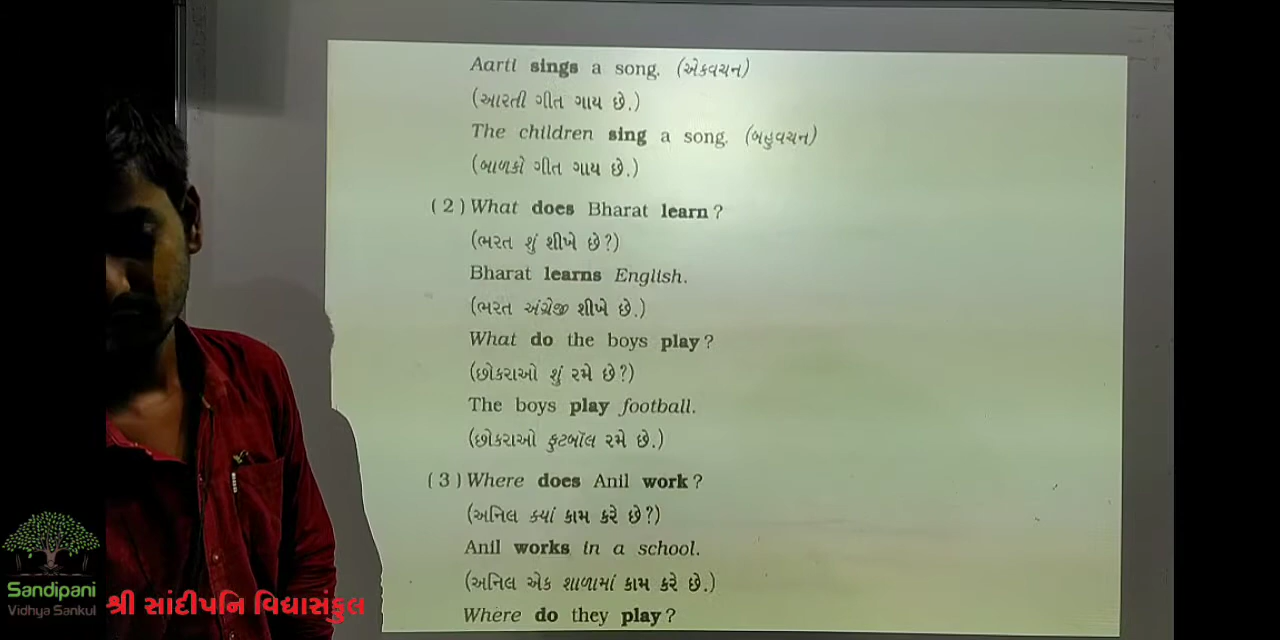 Aarti sings a song. (એકવચન)
(આરતી ગીત ગાય છે.)
The children sing a song. (બહુવચન)
(બાળકો ગીત ગાય છે.)
(2) What does Bharat learn?
(ભરત શું શીખે છે?)
Bharat learns English.
(ભરત અંગ્રેજી શીખે છે.)
What do the boys play?
(છોકરાઓ શું રમે છે?)
The boys play football.
(છોકરાઓ ફુટબૉલ રમે છે.)
(3) Where does Anil work?
(અનિલ ક્યાં કામ કરે છે?)
Anil works in a school.
(અનિલ એક શાળામાં કામ કરે છે.)
Where do they play?
Sandipani
Vidhya Sankul
શ્રી સાંદીપનિ વિદ્યાસંકુલ